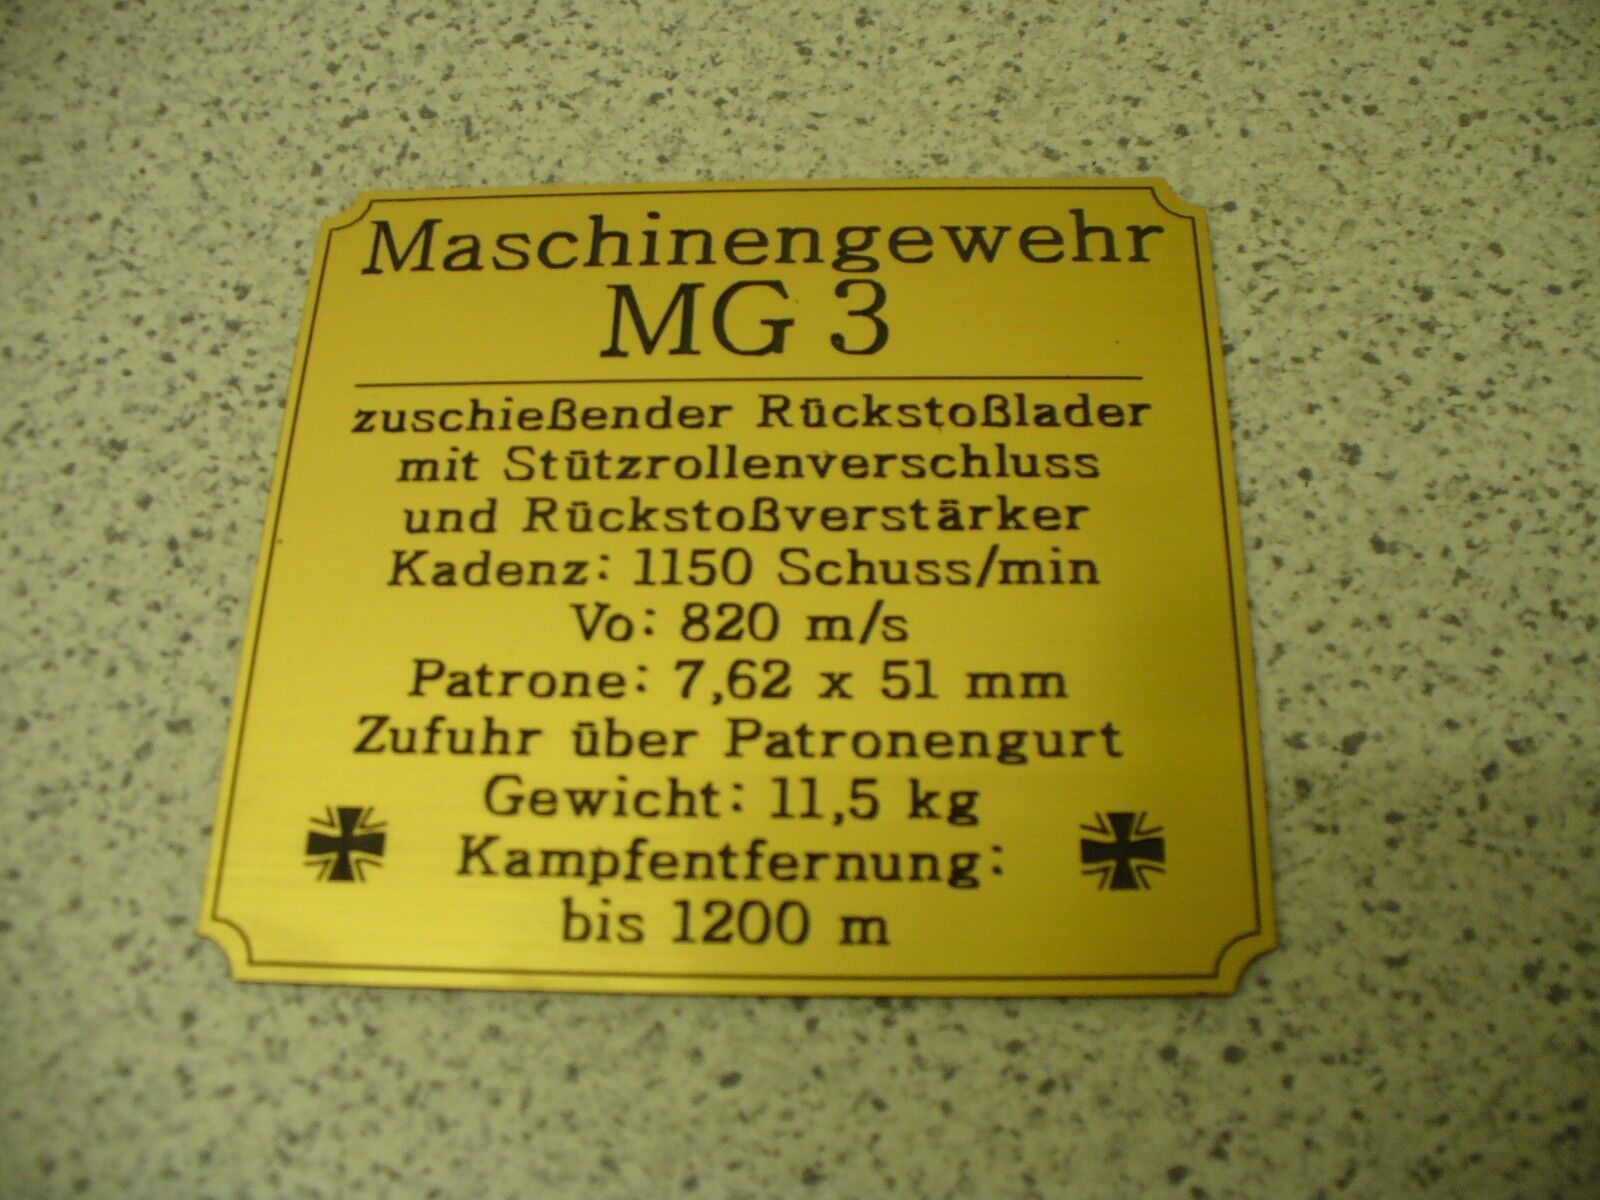 Maschinengewehr
MG 3
zuschießender Rückstoßlader
mit Stützrollenverschluss
und Rückstoßverstärker
Kadenz: 1150 Schuss/min
Vo: 820 m/s
Patrone: 7,62 x 51 mm
Zufuhr über Patronengurt
Gewicht: 11,5 kg
Kampfentfernung:
bis 1200 m